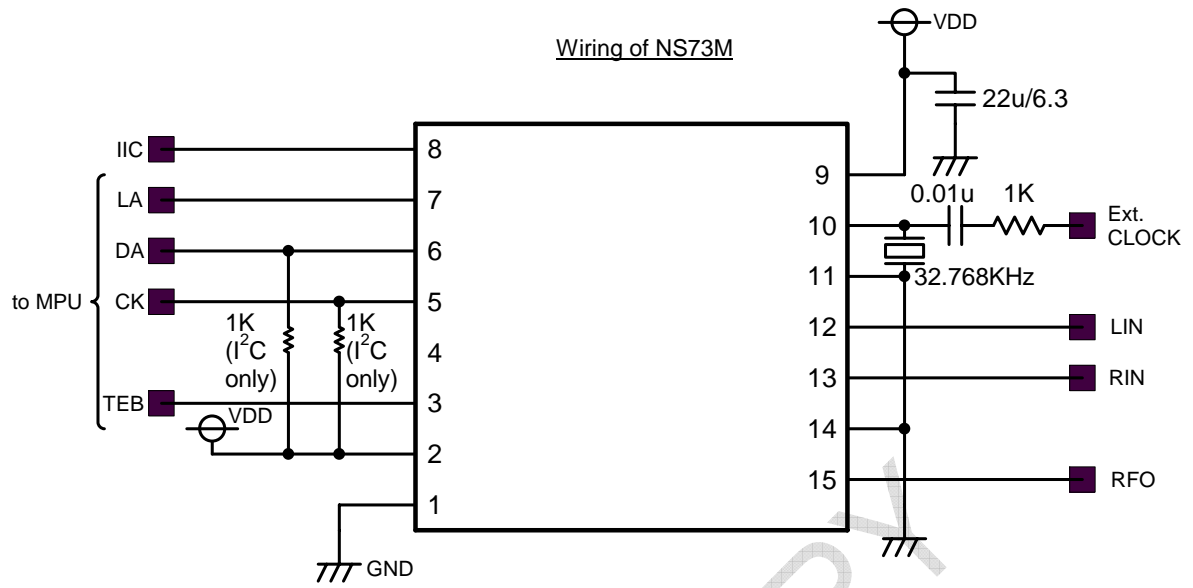 Wiring of NS73M
VDD
22u/6.3
IIC
8
LA
7
9
0.01u
1K
DA
6
10
Ext.
CLOCK
to MPU
CK
5
11
32.768KHz
1K
(I²C
only)
1K
(I²C
only)
4
12
LIN
TEB
3
13
RIN
VDD
2
14
15
RFO
1
GND
PY